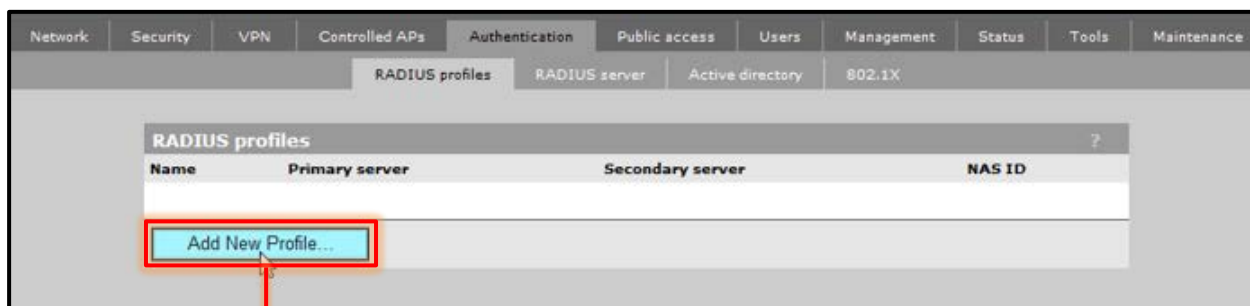 Network Security VPN Controlled APs Authentication Public access Users Management Status Tools Maintenance
RADIUS profiles RADIUS server Active directory 802.1X
RADIUS profiles ?
Name Primary server Secondary server NAS ID
Add New Profile...